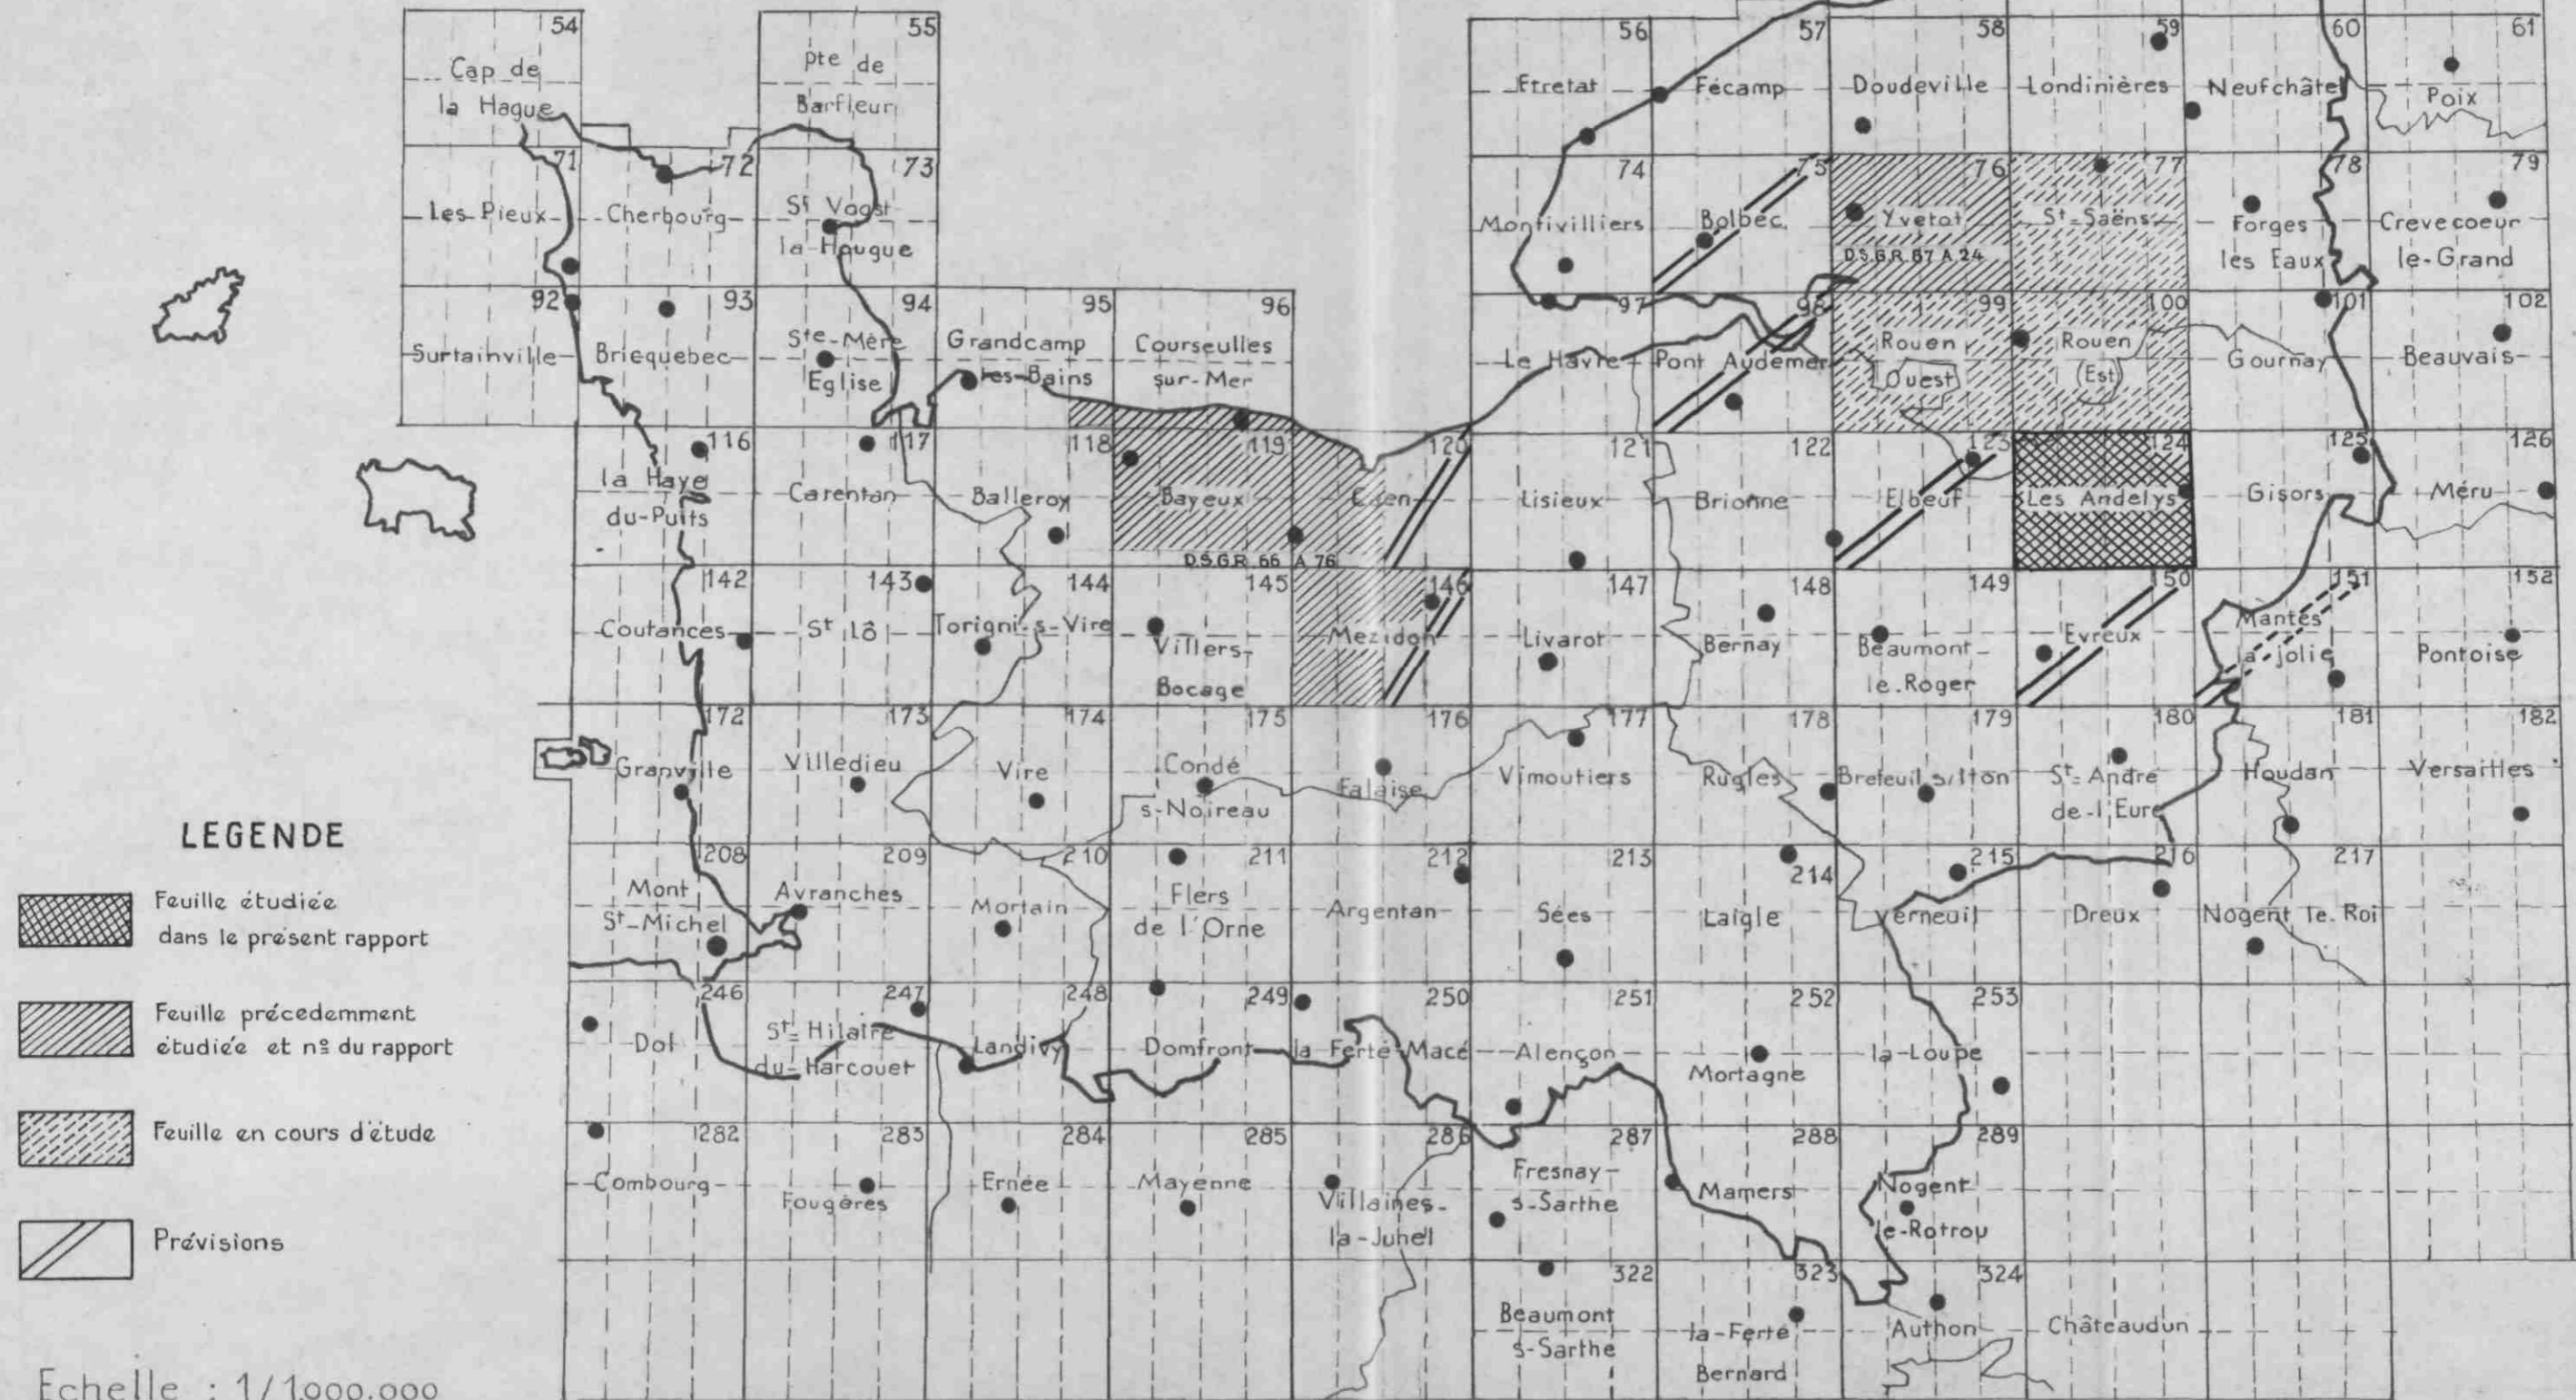 54
Cap de
la Hague
55
pte de
Barfleur
56
Etretat
57
Fécamp
58
Doudeville
59
Londinières
60
Neufchâtel
61
Poix
71
Les Pieux
72
Cherbourg
73
St Vaast
la-Hougue
74
Montivilliers
75
Bolbec
76
Yvetot
D.S.G.R. 67 A 24
77
St-Saëns
78
Forges
les Eaux
79
Crevecoeur
le-Grand
92
Surtainville
93
Bricquebec
94
Ste-Mère
Eglise
95
Grandcamp
les-Bains
96
Courseulles
sur-Mer
97
Le Havre
98
Pont Audemer
99
Rouen
Ouest
100
Rouen
(Est)
101
Gournay
102
Beauvais
116
la Haye
du-Puits
117
Carentan
118
Balleroy
119
Bayeux
D.S.G.R. 66 A 76
120
Caen
121
Lisieux
122
Brionne
123
Elbeuf
124
Les Andelys
125
Gisors
126
Méru
142
Coutances
143
St Lô
144
Torigni-s-Vire
145
Villers-
Bocage
146
Mezidon
147
Livarot
148
Bernay
149
Beaumont-
le-Roger
150
Evreux
151
Mantes
la-jolie
152
Pontoise
172
Granville
173
Villedieu
174
Vire
175
Condé
s-Noireau
176
Falaise
177
Vimoutiers
178
Rugles
179
Breteuil s/Iton
180
St-André
de-l'Eure
181
Houdan
182
Versailles
208
Mont
St-Michel
209
Avranches
210
Mortain
211
Flers
de l'Orne
212
Argentan
213
Sées
214
Laigle
215
Verneuil
216
Dreux
217
Nogent le. Roi
246
Dol
247
St-Hilaire
du-Harcouet
248
Landivy
249
Domfront
250
la Ferté-Macé
251
Alençon
252
Mortagne
253
la-Loupe
282
Combourg
283
Fougères
284
Ernée
285
Mayenne
286
Villaines-
la-Juhel
287
Fresnay-
s-Sarthe
288
Mamers
289
Nogent
le-Rotrou
322
Beaumont
s-Sarthe
323
la-Ferté
Bernard
324
Authon
Châteaudun
LEGENDE
Feuille étudiée
dans le présent rapport
Feuille précedemment
étudiée et nº du rapport
Feuille en cours d'étude
Prévisions
Echelle : 1/1.000.000